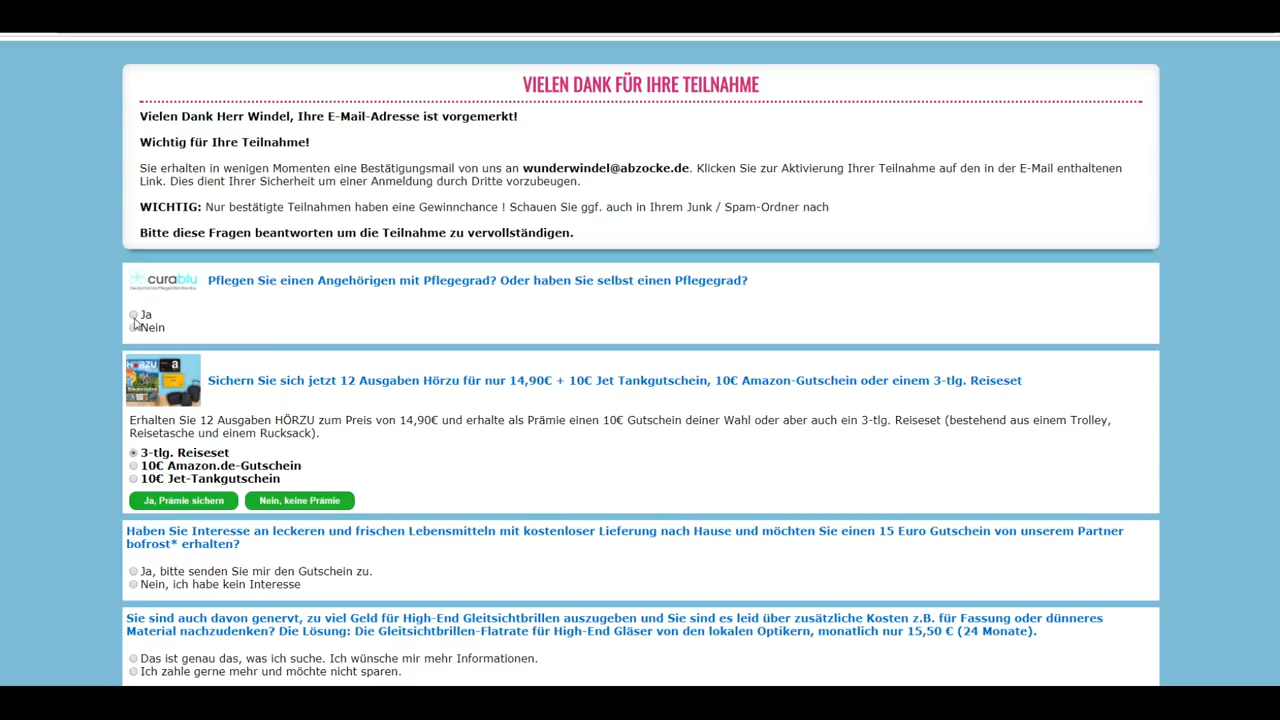 VIELEN DANK FÜR IHRE TEILNAHME
Vielen Dank Herr Windel, Ihre E-Mail-Adresse ist vorgemerkt!
Wichtig für Ihre Teilnahme!
Sie erhalten in wenigen Momenten eine Bestätigungsmail von uns an wunderwindel@abzocke.de. Klicken Sie zur Aktivierung Ihrer Teilnahme auf den in der E-Mail enthaltenen
Link. Dies dient Ihrer Sicherheit um einer Anmeldung durch Dritte vorzubeugen.
WICHTIG: Nur bestätigte Teilnahmen haben eine Gewinnchance ! Schauen Sie ggf. auch in Ihrem Junk / Spam-Ordner nach
Bitte diese Fragen beantworten um die Teilnahme zu vervollständigen.
curablu
Pflegen Sie einen Angehörigen mit Pflegegrad? Oder haben Sie selbst einen Pflegegrad?
Ja
Nein
HÖRZU
Sichern Sie sich jetzt 12 Ausgaben Hörzu für nur 14,90€ + 10€ Jet Tankgutschein, 10€ Amazon-Gutschein oder einem 3-tlg. Reiseset
Erhalten Sie 12 Ausgaben HÖRZU zum Preis von 14,90€ und erhalte als Prämie einen 10€ Gutschein deiner Wahl oder aber auch ein 3-tlg. Reiseset (bestehend aus einem Trolley,
Reisetasche und einem Rucksack).
3-tlg. Reiseset
10€ Amazon.de-Gutschein
10€ Jet-Tankgutschein
Ja, Prämie sichern Nein, keine Prämie
Haben Sie Interesse an leckeren und frischen Lebensmitteln mit kostenloser Lieferung nach Hause und möchten Sie einen 15 Euro Gutschein von unserem Partner
bofrost* erhalten?
Ja, bitte senden Sie mir den Gutschein zu.
Nein, ich habe kein Interesse
Sie sind auch davon genervt, zu viel Geld für High-End Gleitsichtbrillen auszugeben und Sie sind es leid über zusätzliche Kosten z.B. für Fassung oder dünneres
Material nachzudenken? Die Lösung: Die Gleitsichtbrillen-Flatrate für High-End Gläser von den lokalen Optikern, monatlich nur 15,50 € (24 Monate).
Das ist genau das, was ich suche. Ich wünsche mir mehr Informationen.
Ich zahle gerne mehr und möchte nicht sparen.